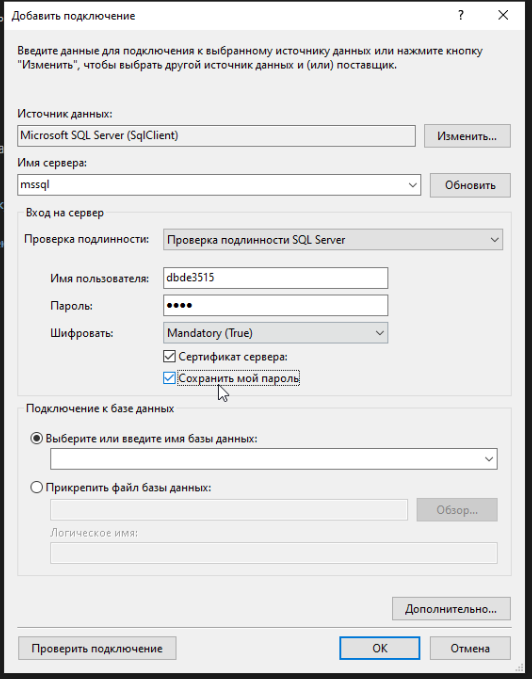 Добавить подключение
?
Введите данные для подключения к выбранному источнику данных или нажмите кнопку
"Изменить", чтобы выбрать другой источник данных и (или) поставщик.
Источник данных:
Microsoft SQL Server (SqlClient)
Изменить...
Имя сервера:
mssql
Обновить
Вход на сервер
Проверка подлинности:
Проверка подлинности SQL Server
Имя пользователя:
dbde3515
Пароль:
••••
Шифровать:
Mandatory (True)
Сертификат сервера:
Сохранить мой пароль
Подключение к базе данных
Выберите или введите имя базы данных:
Прикрепить файл базы данных:
Обзор...
Логическое имя:
Дополнительно...
Проверить подключение
ОК
Отмена